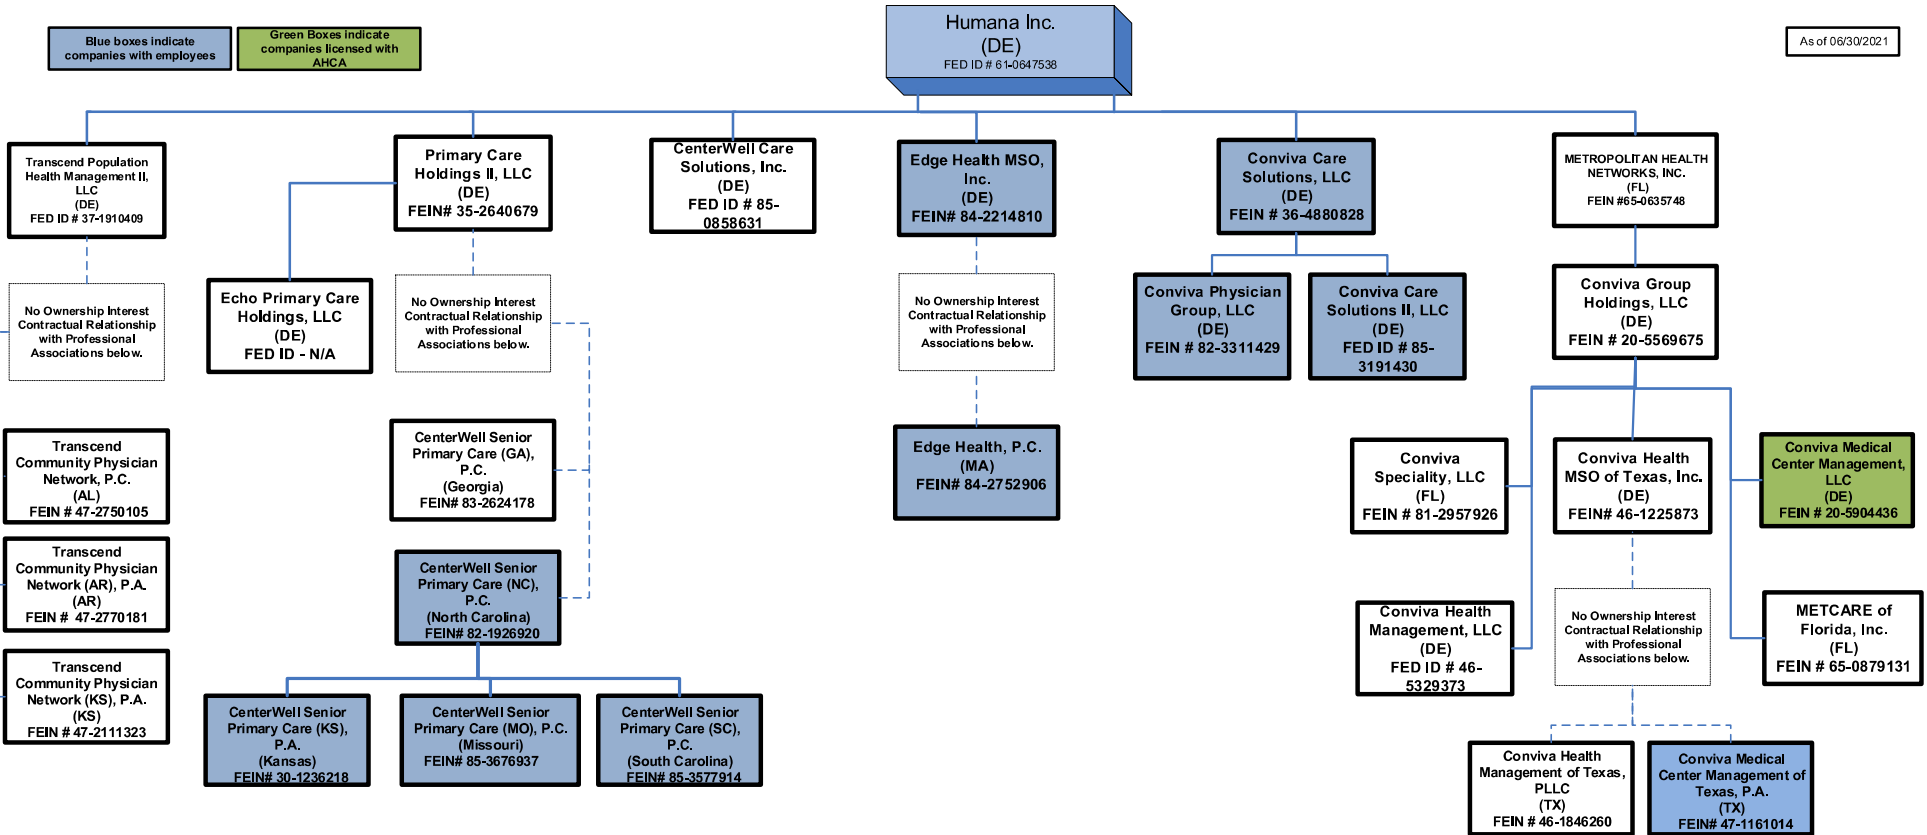 Blue boxes indicate
companies with employees
Green Boxes indicate
companies licensed with
AHCA
Humana Inc.
(DE)
FED ID # 61-0647538
As of 06/30/2021
Transcend Population
Health Management II,
LLC
(DE)
FED ID # 37-1910409
Primary Care
Holdings II, LLC
(DE)
FEIN# 35-2640679
CenterWell Care
Solutions, Inc.
(DE)
FED ID # 85-
0858631
Edge Health MSO,
Inc.
(DE)
FEIN# 84-2214810
Conviva Care
Solutions, LLC
(DE)
FEIN # 36-4880828
METROPOLITAN HEALTH
NETWORKS, INC.
(FL)
FEIN #65-0635748
No Ownership Interest
Contractual Relationship
with Professional
Associations below.
Echo Primary Care
Holdings, LLC
(DE)
FED ID - N/A
No Ownership Interest
Contractual Relationship
with Professional
Associations below.
No Ownership Interest
Contractual Relationship
with Professional
Associations below.
Conviva Physician
Group, LLC
(DE)
FEIN # 82-3311429
Conviva Care
Solutions II, LLC
(DE)
FED ID # 85-
3191430
Conviva Group
Holdings, LLC
(DE)
FEIN # 20-5569675
Transcend
Community Physician
Network, P.C.
(AL)
FEIN # 47-2750105
CenterWell Senior
Primary Care (GA),
P.C.
(Georgia)
FEIN# 83-2624178
Edge Health, P.C.
(MA)
FEIN# 84-2752906
Conviva
Speciality, LLC
(FL)
FEIN # 81-2957926
Conviva Health
MSO of Texas, Inc.
(DE)
FEIN# 46-1225873
Conviva Medical
Center Management,
LLC
(DE)
FEIN # 20-5904436
Transcend
Community Physician
Network (AR), P.A.
(AR)
FEIN # 47-2770181
CenterWell Senior
Primary Care (NC),
P.C.
(North Carolina)
FEIN# 82-1926920
Conviva Health
Management, LLC
(DE)
FED ID # 46-
5329373
No Ownership Interest
Contractual Relationship
with Professional
Associations below.
METCARE of
Florida, Inc.
(FL)
FEIN # 65-0879131
Transcend
Community Physician
Network (KS), P.A.
(KS)
FEIN # 47-2111323
CenterWell Senior
Primary Care (KS),
P.A.
(Kansas)
FEIN# 30-1236218
CenterWell Senior
Primary Care (MO), P.C.
(Missouri)
FEIN# 85-3676937
CenterWell Senior
Primary Care (SC),
P.C.
(South Carolina)
FEIN# 85-3577914
Conviva Health
Management of Texas,
PLLC
(TX)
FEIN # 46-1846260
Conviva Medical
Center Management of
Texas, P.A.
(TX)
FEIN# 47-1161014